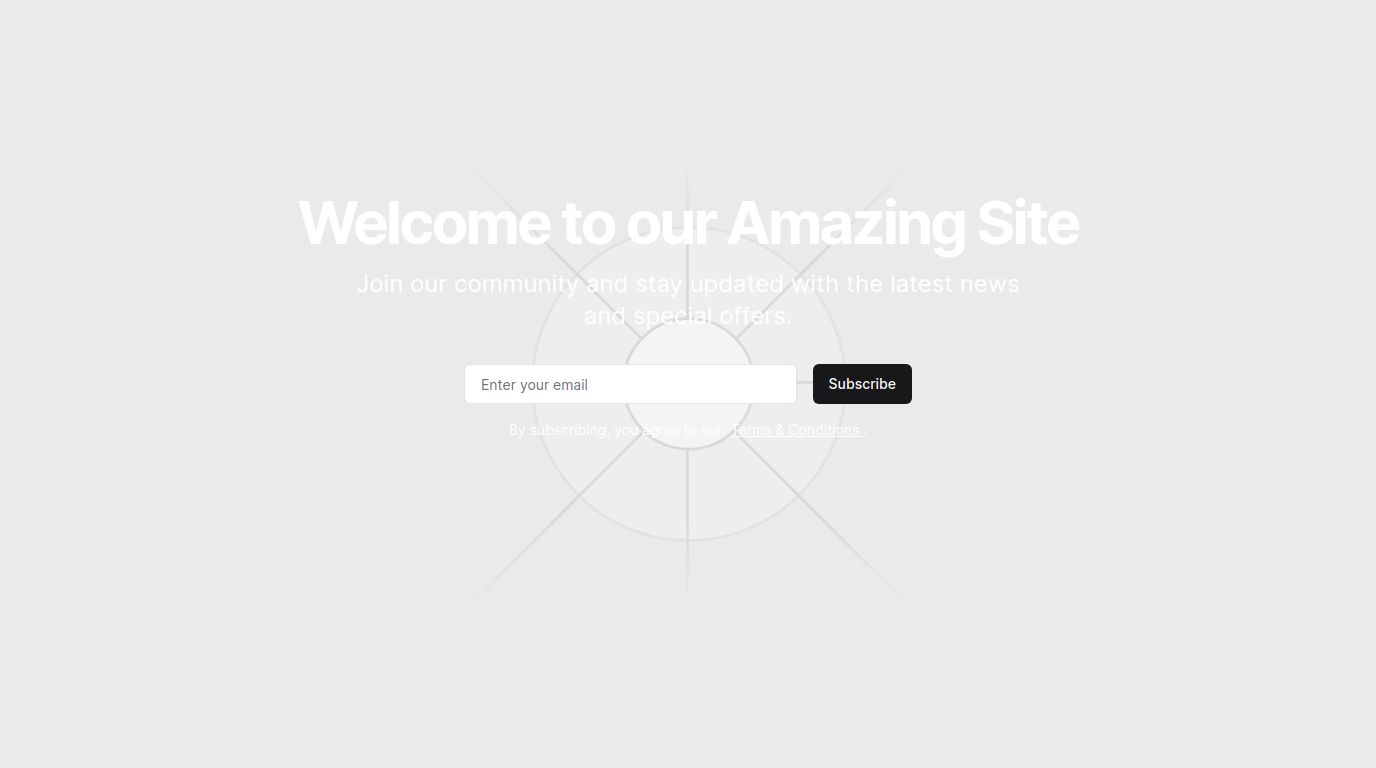 Welcome to our Amazing Site
Join our community and stay updated with the latest news
and special offers.
Enter your email
Subscribe
By subscribing, you agree to our Terms & Conditions .